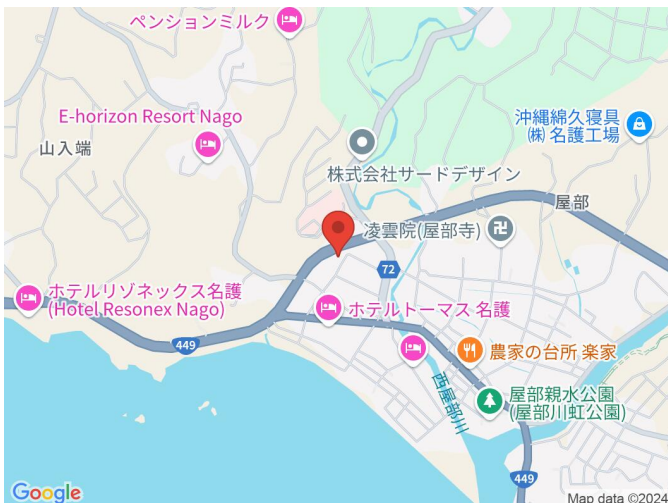 ペンションミルク
E-horizon Resort Nago
山入端
沖縄綿久寝具
(株) 名護工場
株式会社サードデザイン
屋部
凌雲院(屋部寺)
72
ホテルリゾネックス名護
(Hotel Resonex Nago)
ホテルトーマス 名護
449
農家の台所 楽家
西屋部川
屋部親水公園
(屋部川虹公園)
449
Google
Map data ©2024